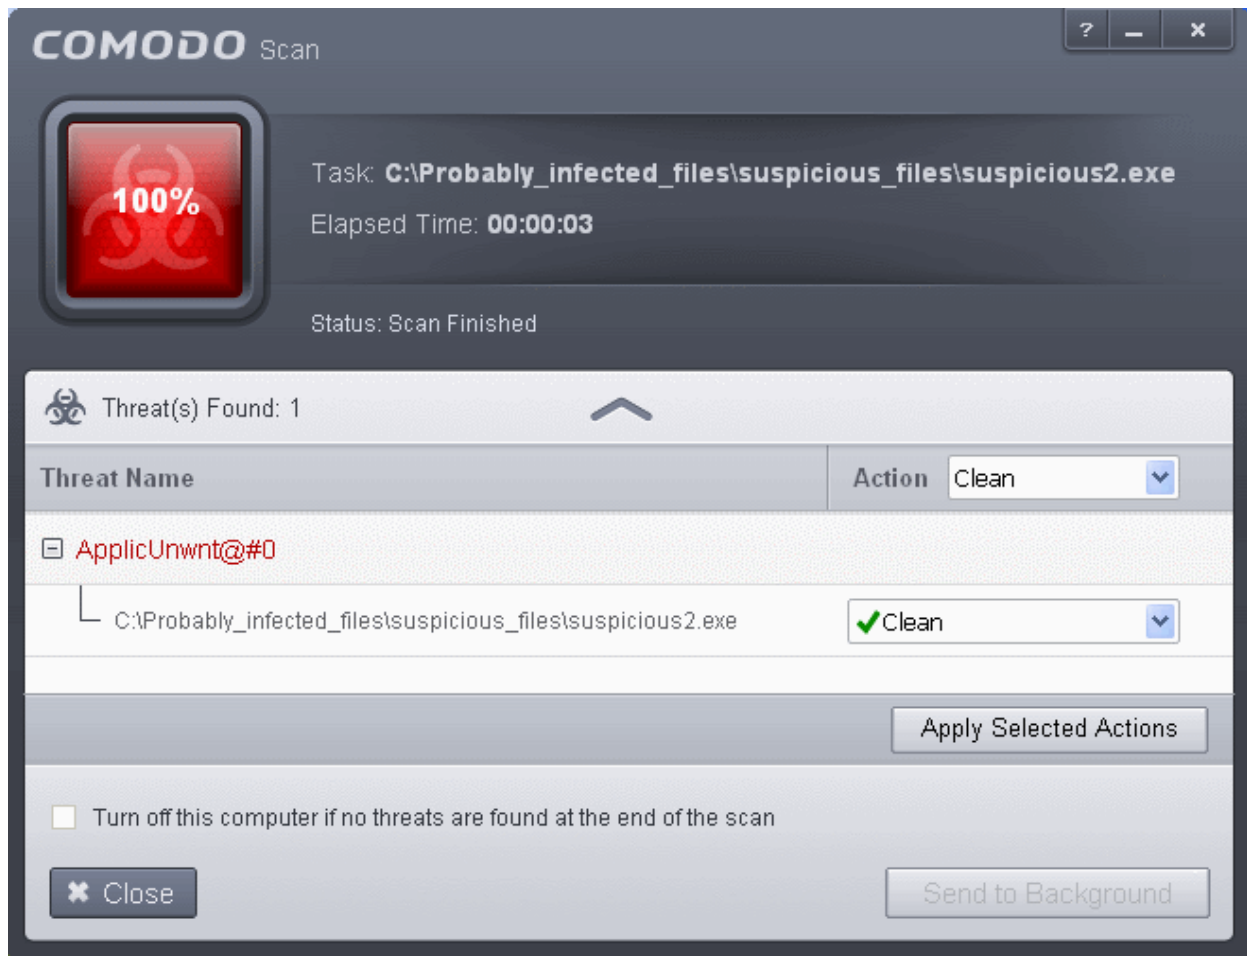 COMODO Scan
?
100%
Task: C:\Probably_infected_files\suspicious_files\suspicious2.exe
Elapsed Time: 00:00:03
Status: Scan Finished
Threat(s) Found: 1
Threat Name
Action Clean
ApplicUnwnt@#0
C:\Probably_infected_files\suspicious_files\suspicious2.exe
Clean
Apply Selected Actions
Turn off this computer if no threats are found at the end of the scan
Close
Send to Background